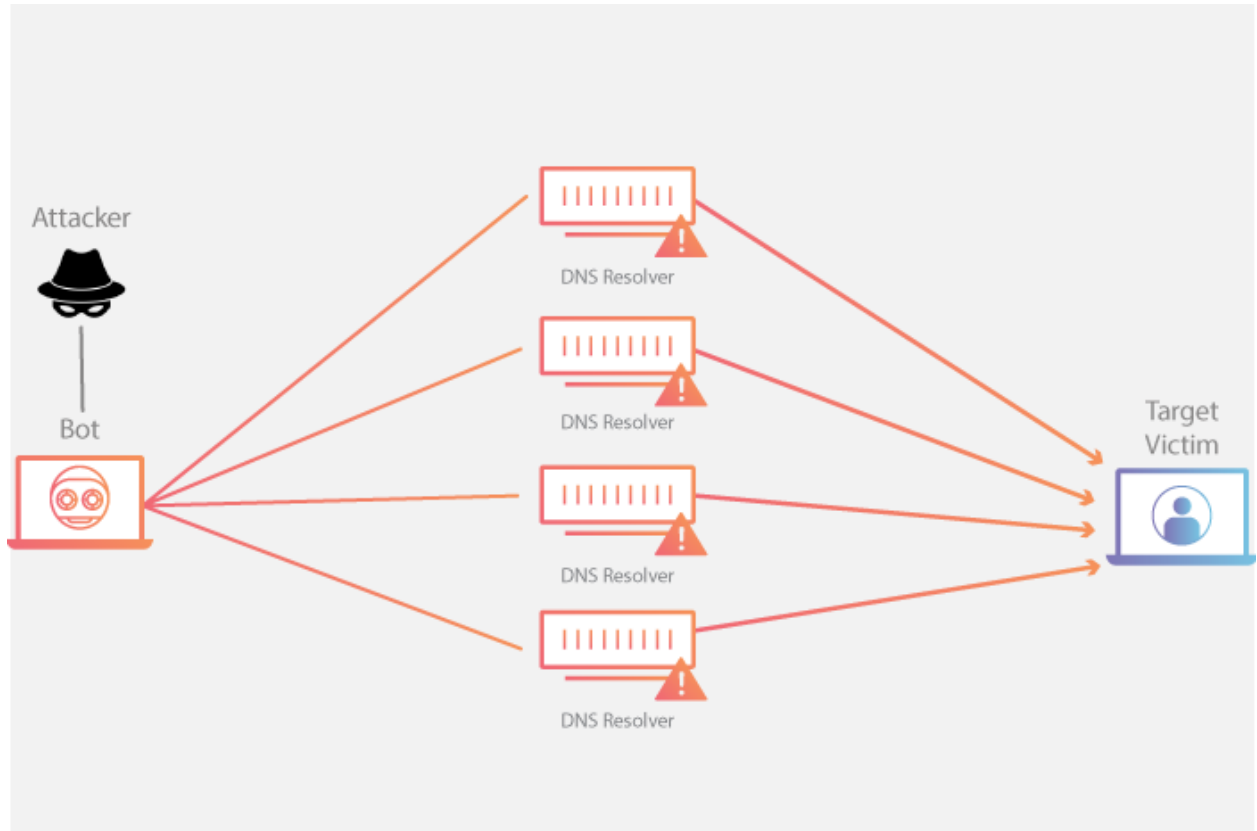 Attacker
Bot
DNS Resolver
DNS Resolver
DNS Resolver
DNS Resolver
Target
Victim